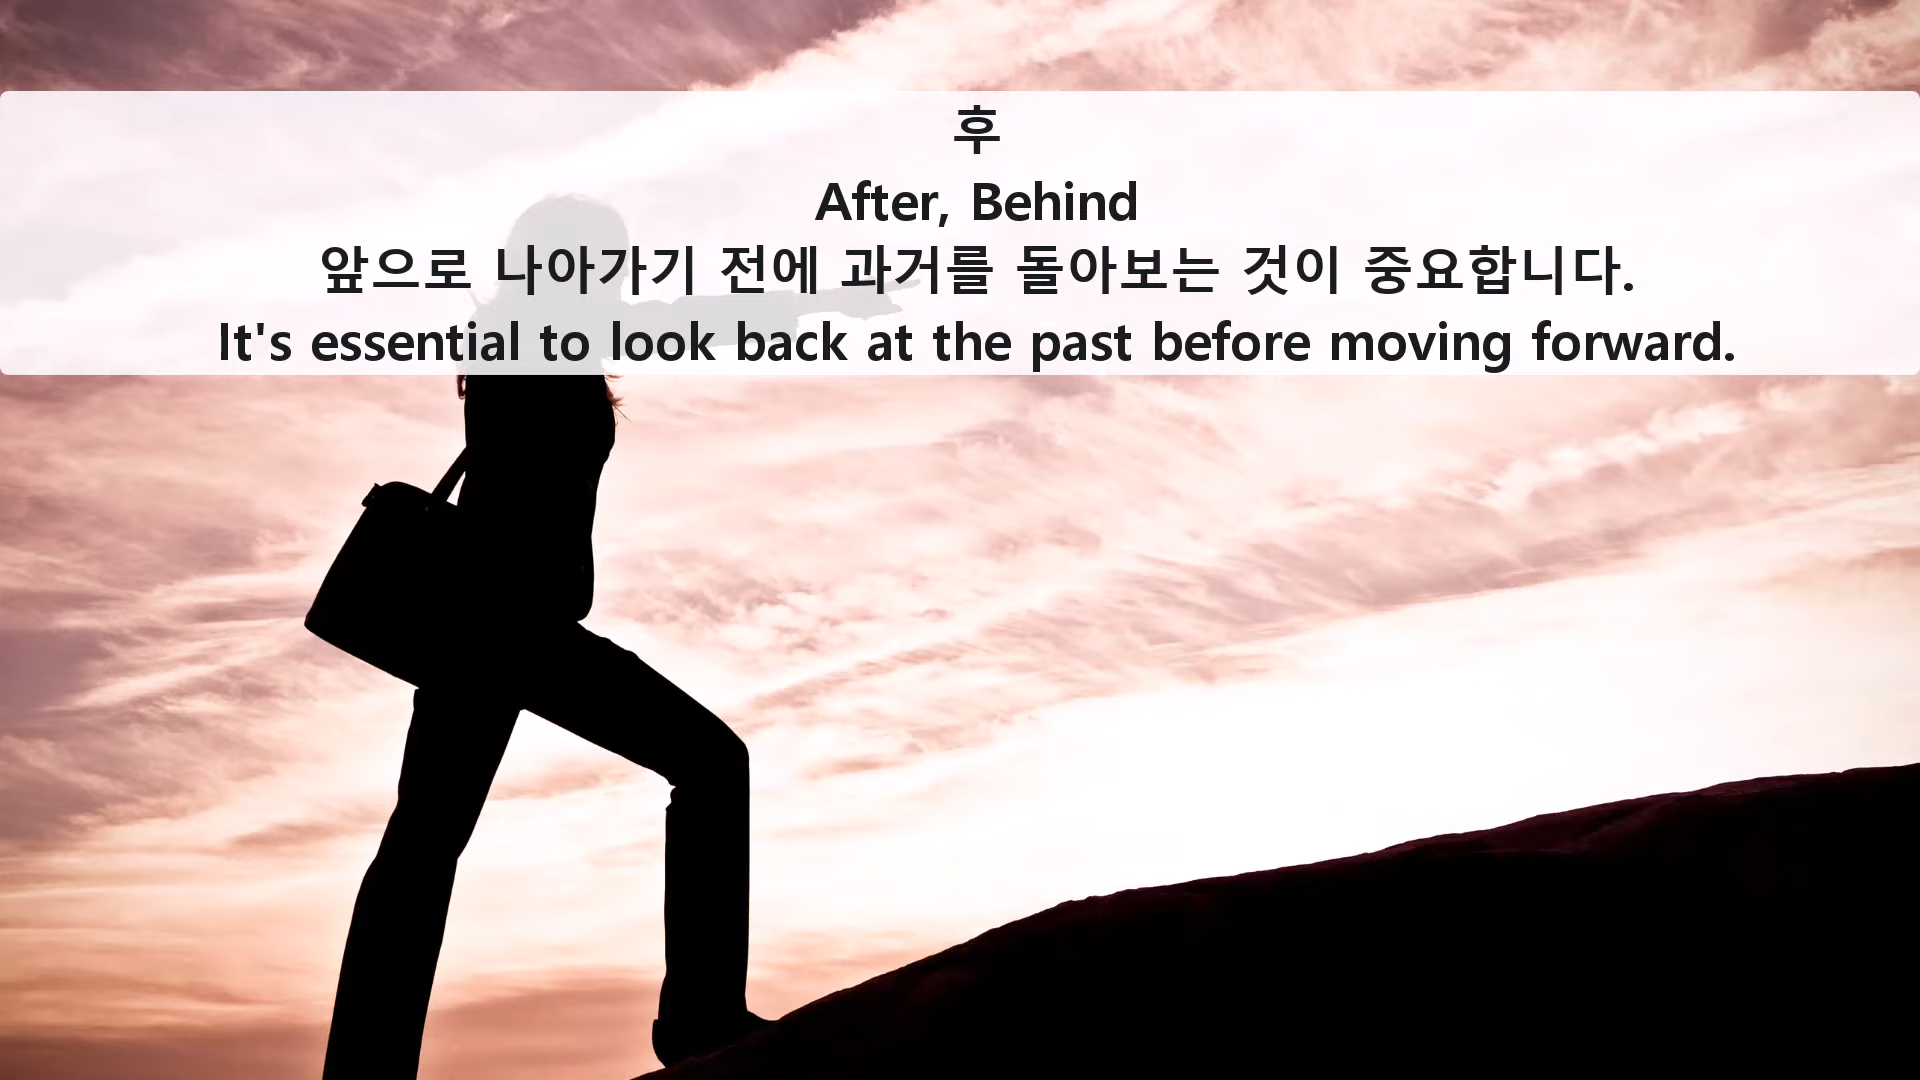 후
After, Behind
앞으로 나아가기 전에 과거를 돌아보는 것이 중요합니다.
It's essential to look back at the past before moving forward.